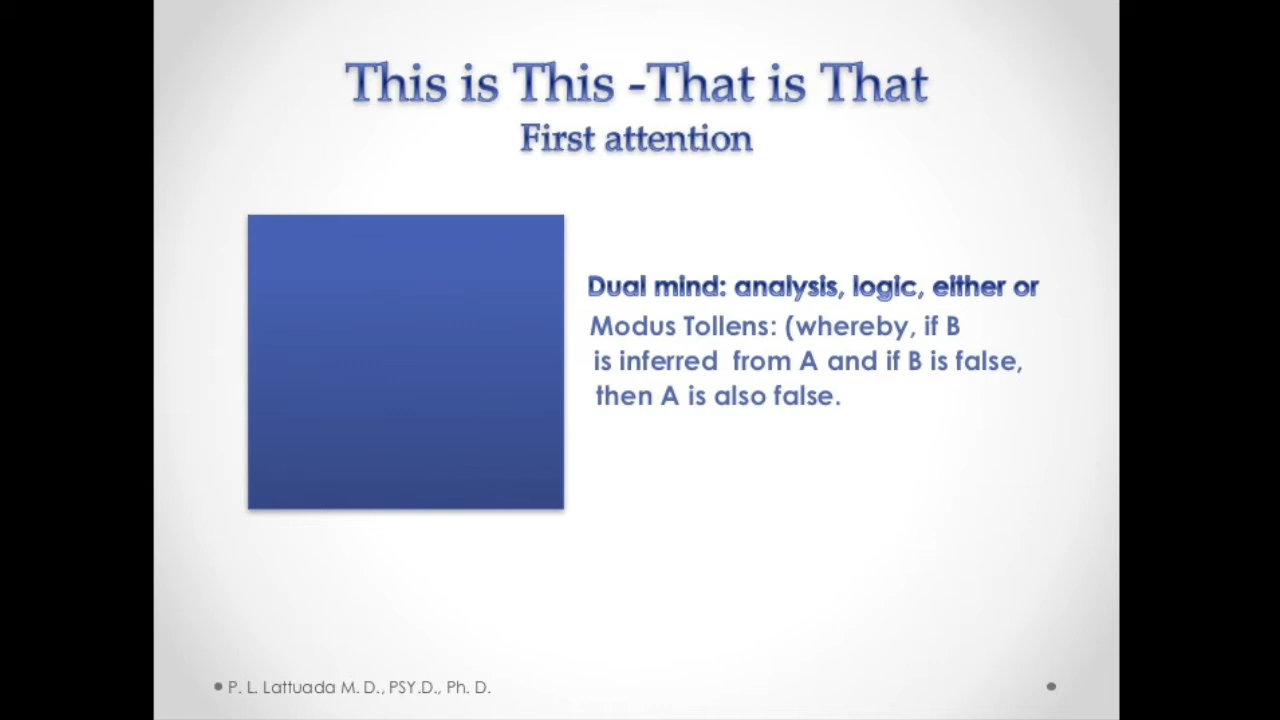 This is This -That is That
First attention
Dual mind: analysis, logic, either or
Modus Tollens: (whereby, if B
is inferred from A and if B is false,
then A is also false.
P. L. Lattuada M. D., PSY.D., Ph. D.